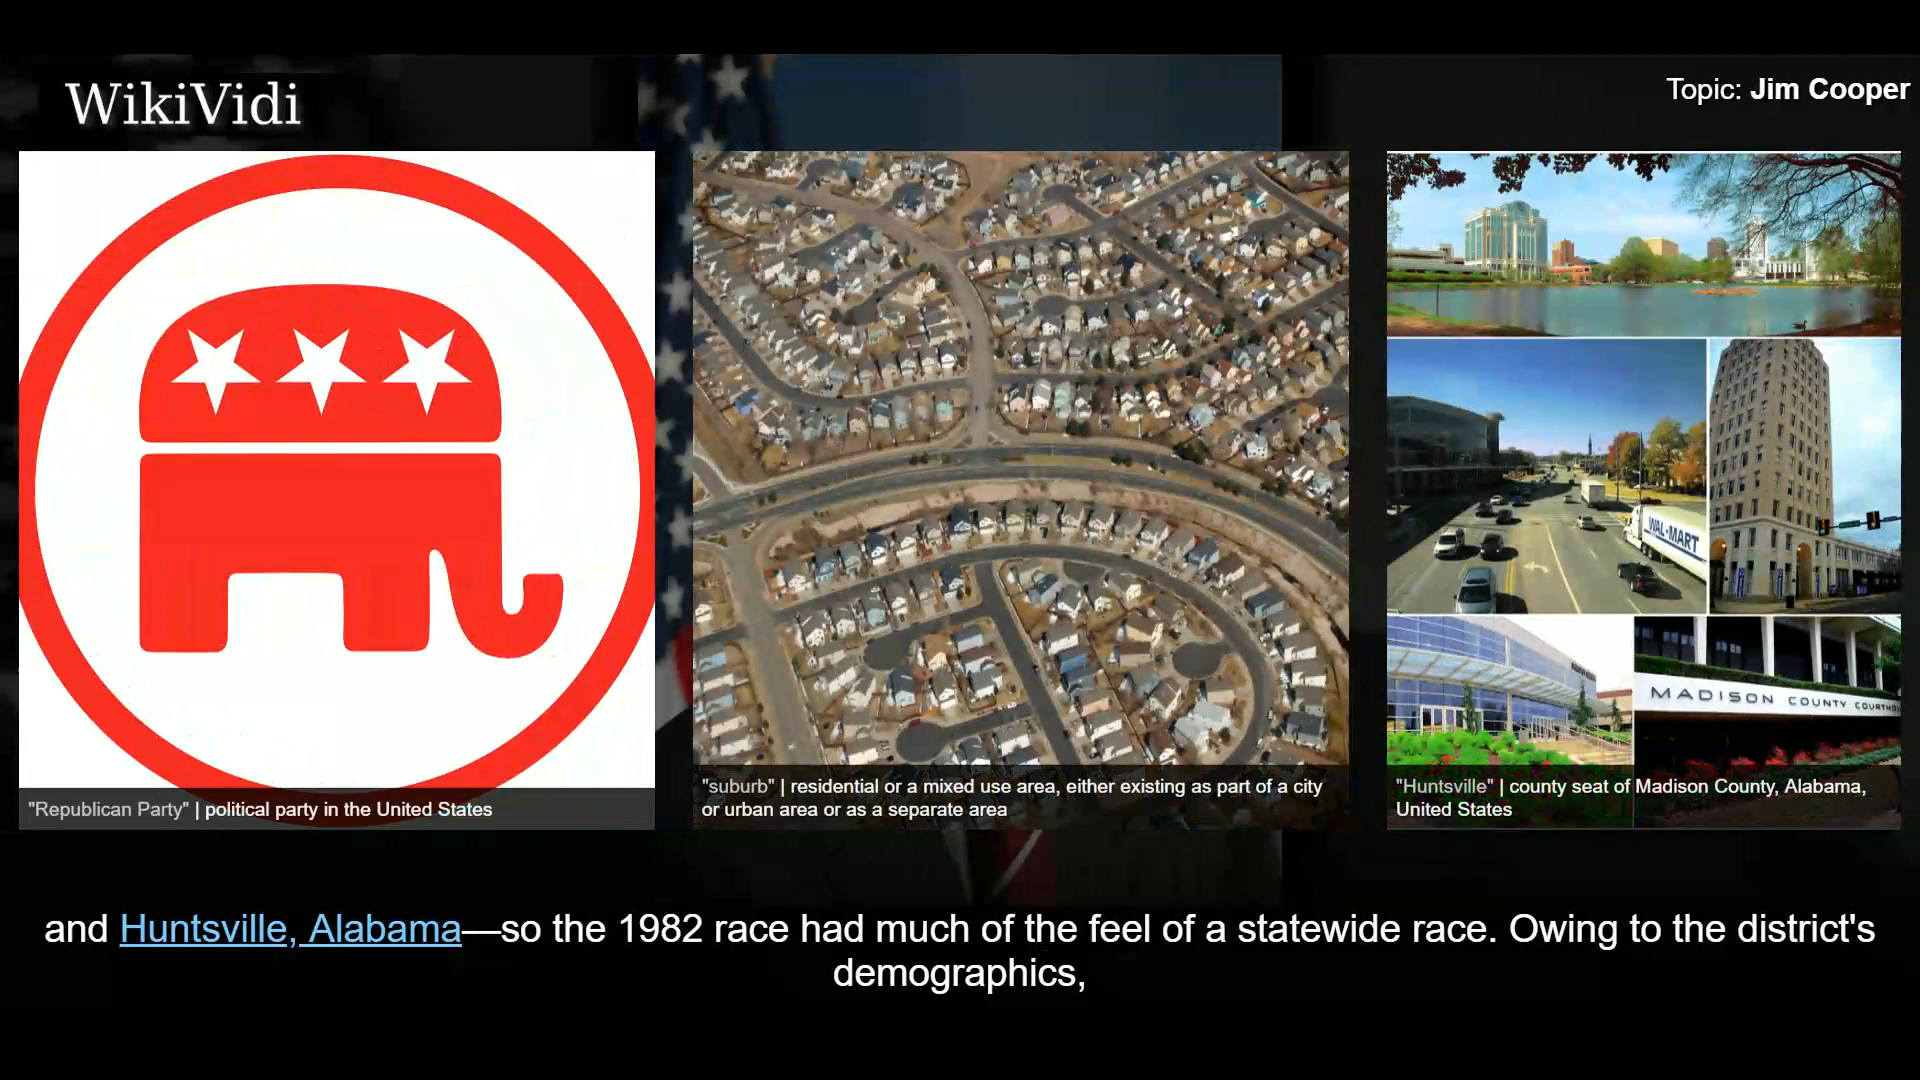 WikiVidi
Topic: Jim Cooper
WAL-MART
MADISON COUNTY
"Republican Party" | political party in the United States
"suburb" | residential or a mixed use area, either existing as part of a city
or urban area or as a separate area
"Huntsville" | county seat of Madison County, Alabama,
United States
and Huntsville, Alabama—so the 1982 race had much of the feel of a statewide race. Owing to the district's
demographics,